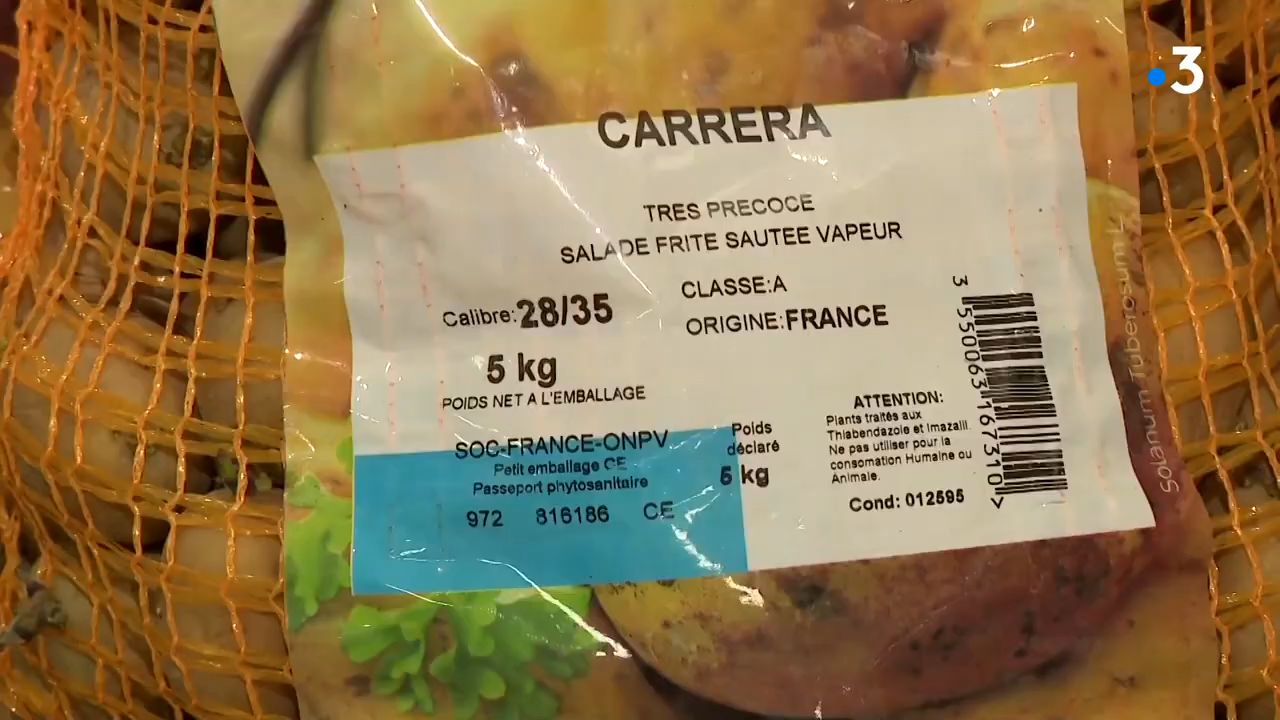 3
CARRERA
TRES PRECOCE
SALADE FRITE SAUTEE VAPEUR
Calibre:28/35
CLASSE:A
ORIGINE:FRANCE
5 kg
POIDS NET A L'EMBALLAGE
SOC-FRANCE-ONPV
Petit emballage CE
Passeport phytosanitaire
972 816186 CE
Poids
déclaré
5 kg
ATTENTION:
Plants traités aux
Thiabendazole et Imazalil.
Ne pas utiliser pour la
consomation Humaine ou
Animale.
Cond: 012595
3 550063 167310 >
Solanum Tuberosum L